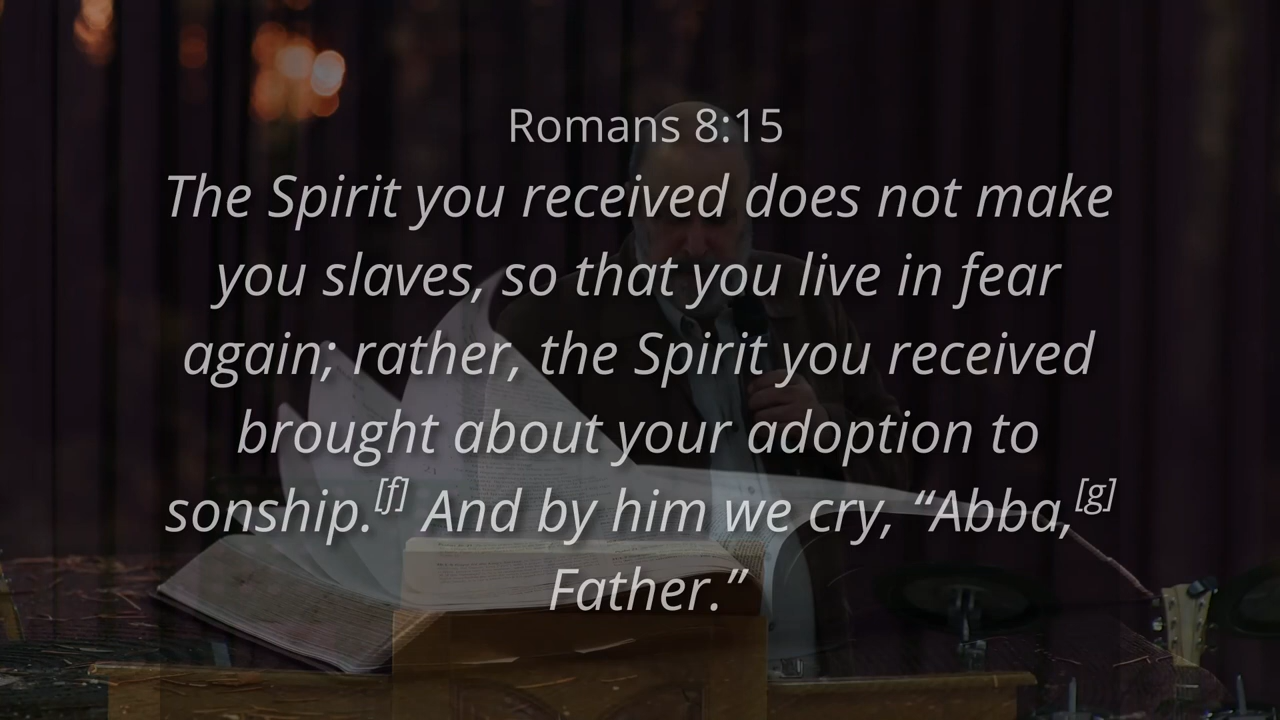 Romans 8:15
The Spirit you received does not make
you slaves, so that you live in fear
again; rather, the Spirit you received
brought about your adoption to
sonship.[f] And by him we cry, “Abba,[g]
Father.”